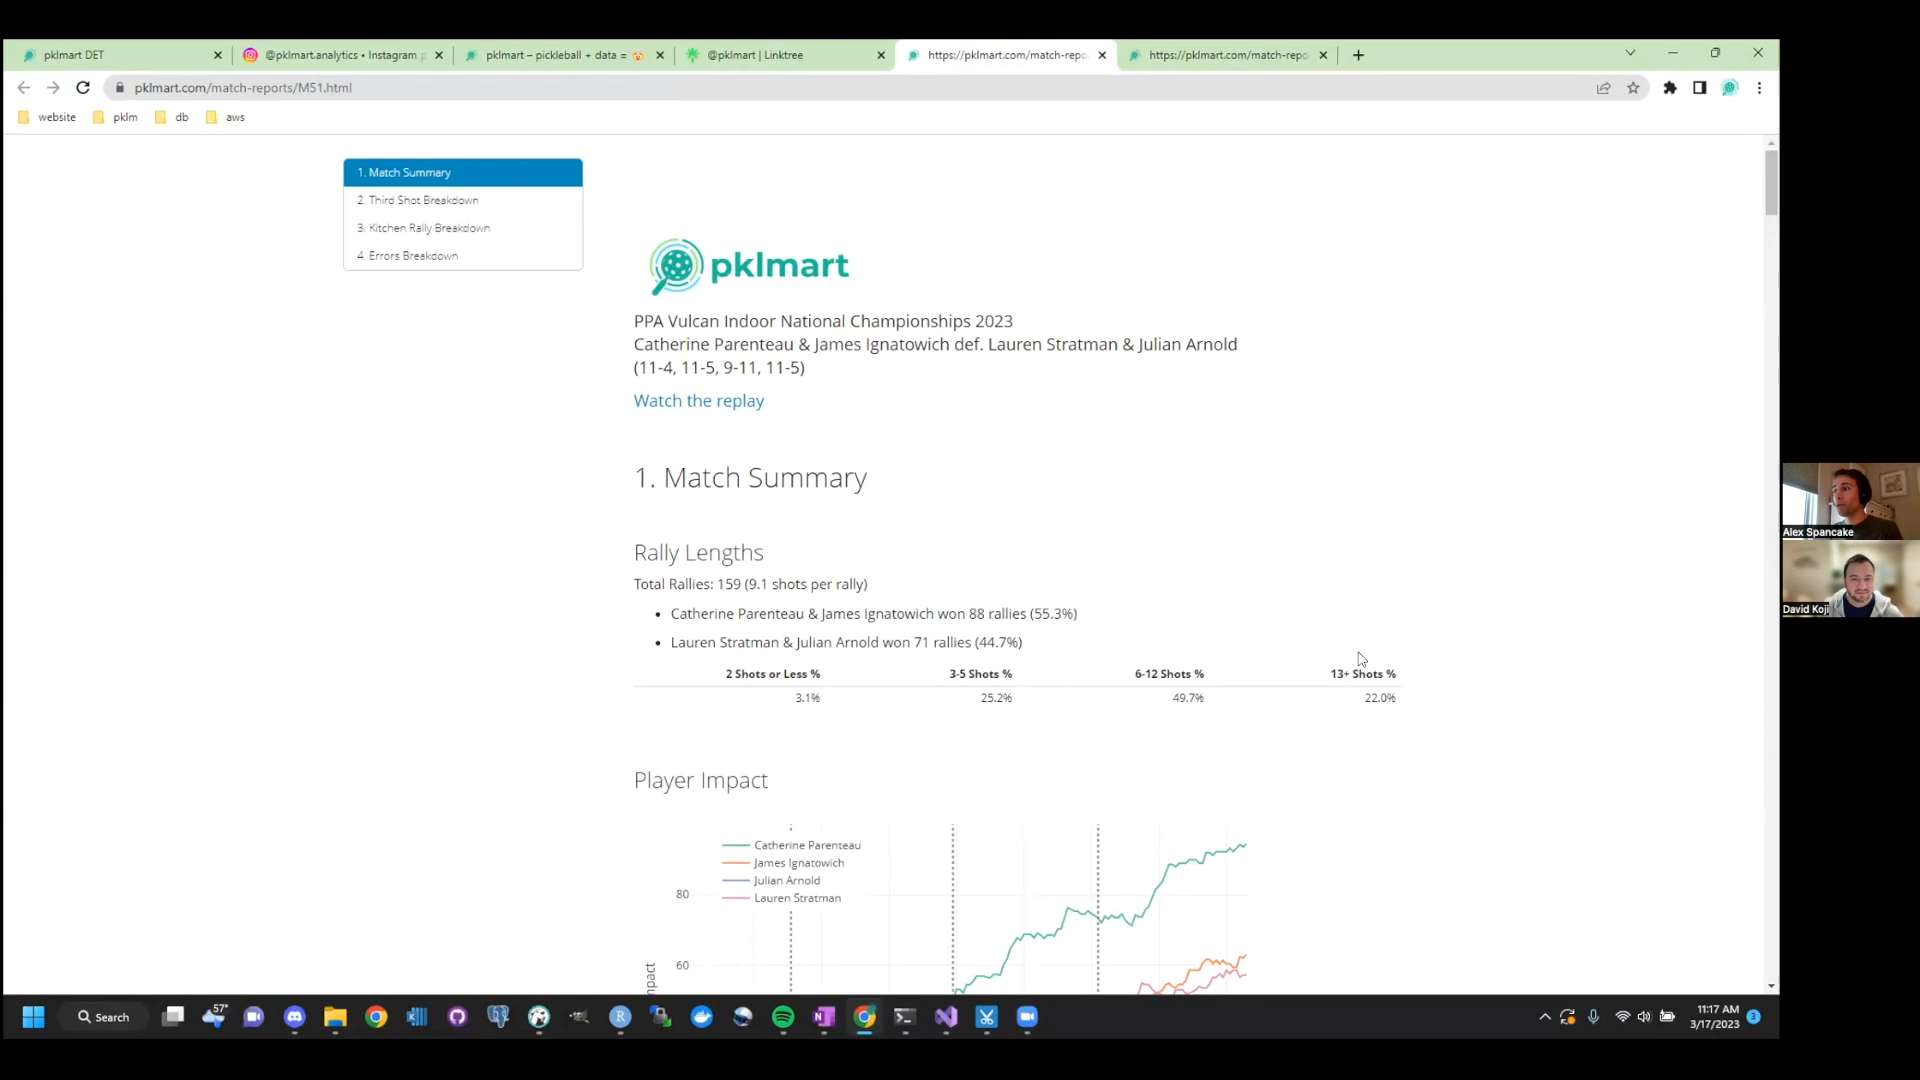 pklmart DET
@pklmart.analytics • Instagram p
pklmart – pickleball + data =
@pklmart | Linktree
https://pklmart.com/match-repo
https://pklmart.com/match-repo
pklmart.com/match-reports/M51.html
website
pklm
db
aws
1. Match Summary
2. Third Shot Breakdown
3. Kitchen Rally Breakdown
4. Errors Breakdown
pklmart
PPA Vulcan Indoor National Championships 2023
Catherine Parenteau & James Ignatowich def. Lauren Stratman & Julian Arnold
(11-4, 11-5, 9-11, 11-5)
Watch the replay
1. Match Summary
Rally Lengths
Total Rallies: 159 (9.1 shots per rally)
• Catherine Parenteau & James Ignatowich won 88 rallies (55.3%)
• Lauren Stratman & Julian Arnold won 71 rallies (44.7%)
2 Shots or Less % 3-5 Shots % 6-12 Shots % 13+ Shots %
3.1% 25.2% 49.7% 22.0%
Player Impact
Catherine Parenteau
James Ignatowich
Julian Arnold
Lauren Stratman
80
60
mpact
Alex Spancake
David Koji
57°
Search
11:17 AM
3/17/2023
3